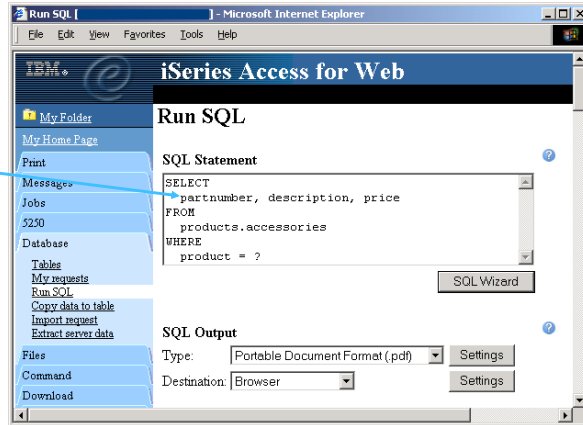 Run SQL [ ] - Microsoft Internet Explorer
File Edit View Favorites Tools Help
IBM® e iSeries Access for Web
My Folder
My Home Page
Print
Messages
Jobs
5250
Database
Tables
My requests
Run SQL
Copy data to table
Import request
Extract server data
Files
Command
Download
Run SQL
SQL Statement
SELECT
partnumber, description, price
FROM
products.accessories
WHERE
product = ?
SQL Wizard
SQL Output
Type: Portable Document Format (.pdf) Settings
Destination: Browser Settings